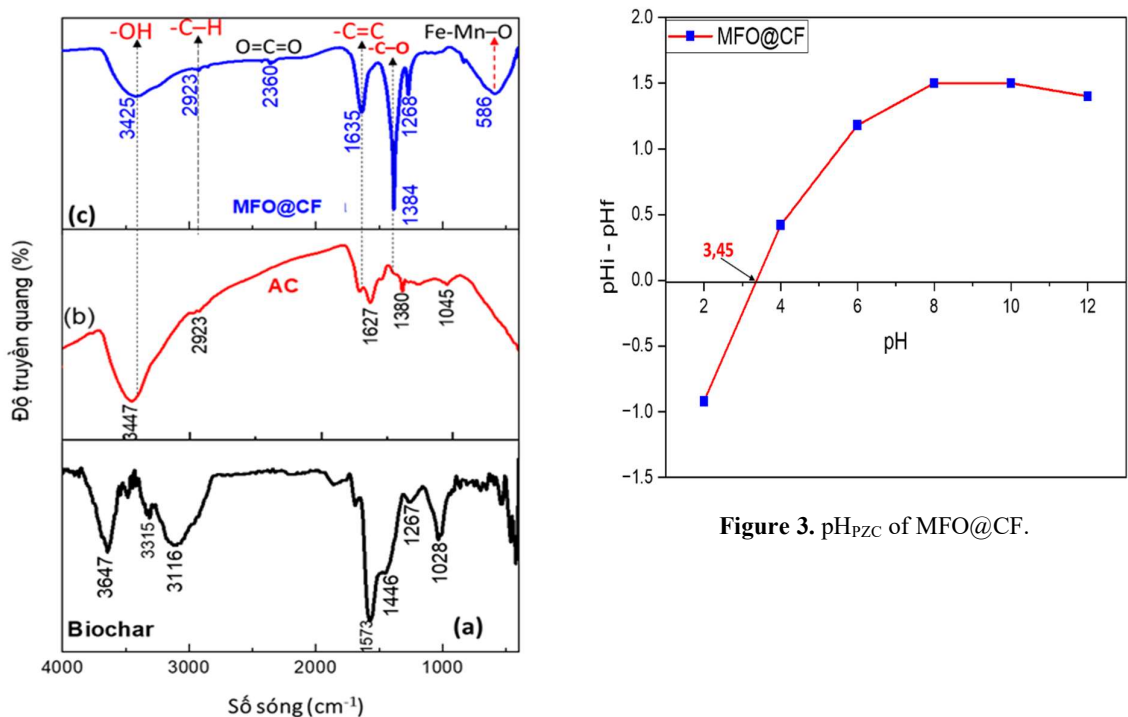 -OH
-C–H
O=C=O
-C=C
-C–O
Fe-Mn–O
3425
2923
2360
1635
1384
1268
586
(c)
MFO@CF
(b)
AC
3447
2923
1627
1380
1045
3647
3315
3116
1573
1446
1267
1028
Biochar
(a)
4000
3000
2000
1000
Độ truyền quang (%)
Số sóng (cm⁻¹)
MFO@CF
2.0
1.5
1.0
0.5
0.0
−0.5
−1.0
−1.5
pHi - pHf
3,45
2
4
6
8
10
12
pH
Figure 3. pHPZC of MFO@CF.